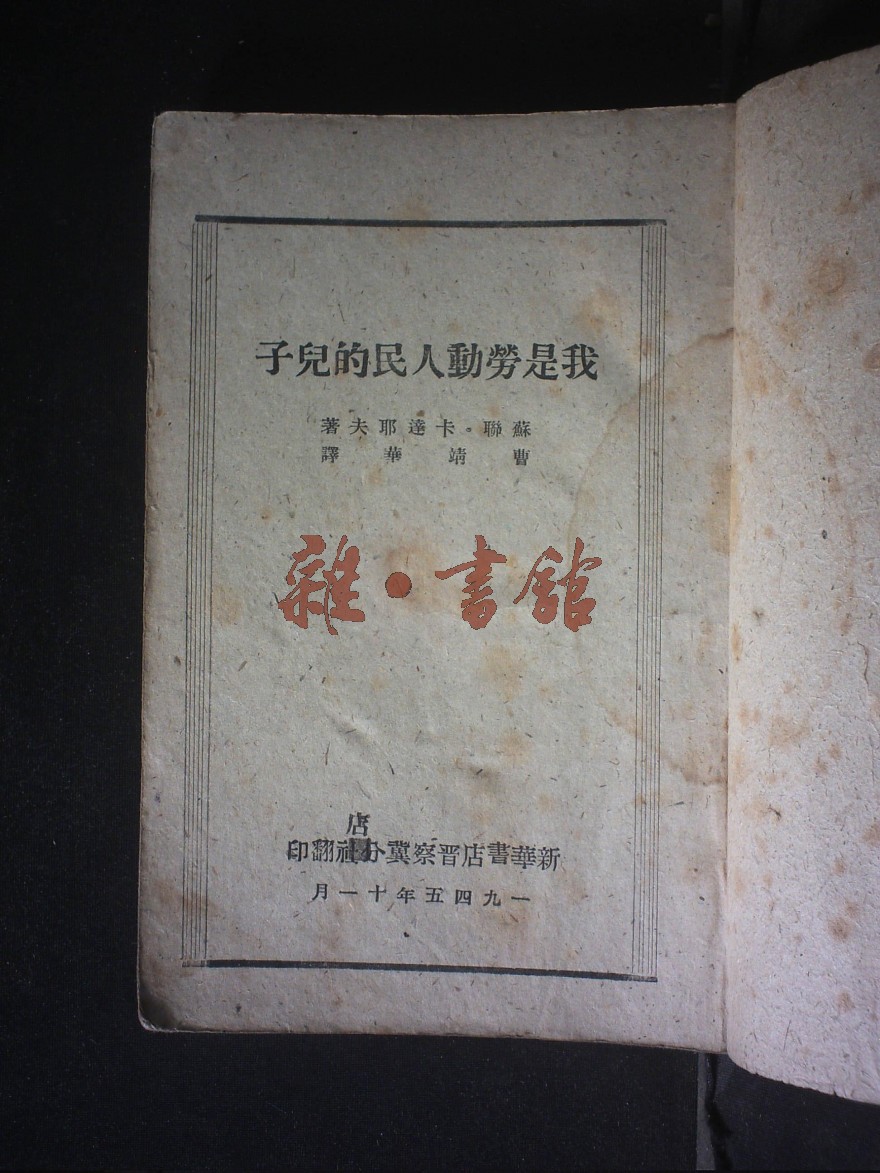 我是勞動人民的兒子
蘇聯·卡達耶夫著
曹靖華譯
雜·書館
店
新華書店晋察冀分社翻印
一九四五年十一月